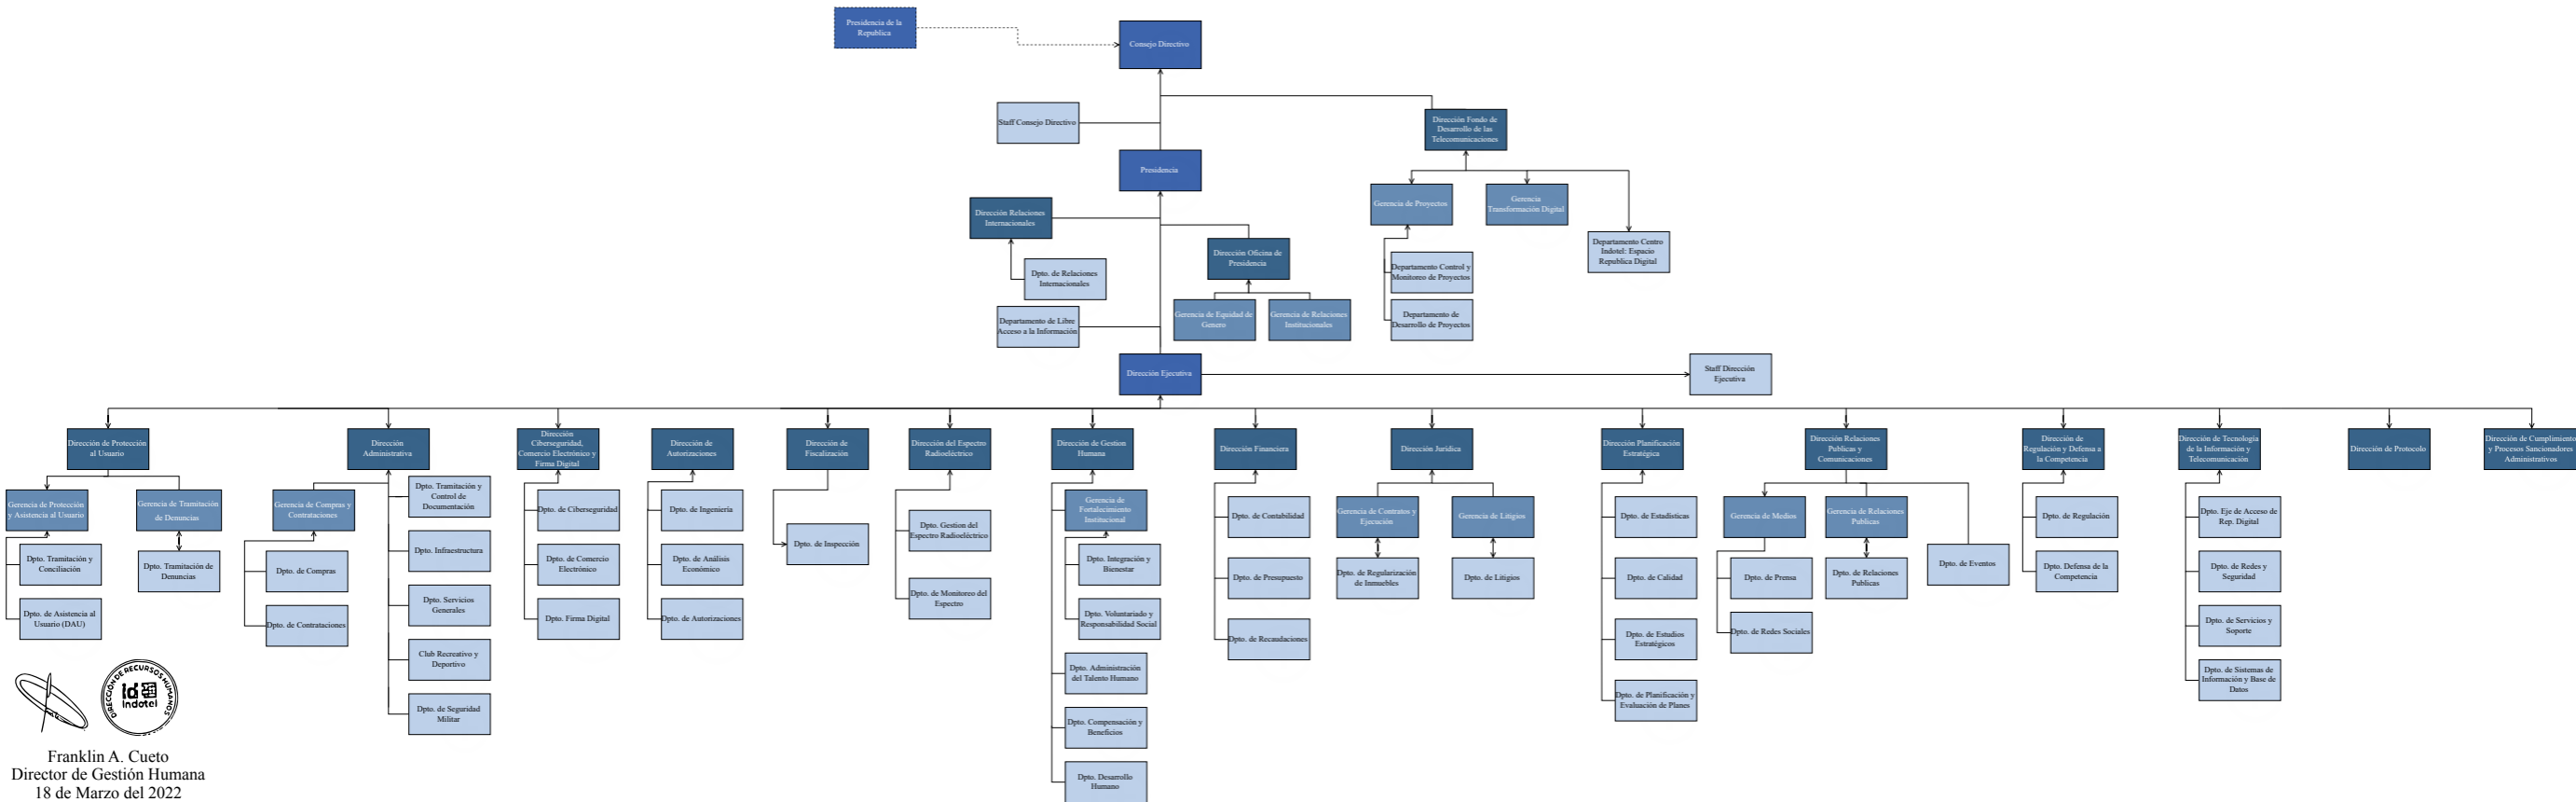 Presidencia de la
Republica
Consejo Directivo
Staff Consejo Directivo
Dirección Fondo de
Desarrollo de las
Telecomunicaciones
Presidencia
Gerencia de Proyectos
Gerencia
Transformación Digital
Dirección Relaciones
Internacionales
Departamento Centro
Indotel: Espacio
Republica Digital
Dirección Oficina de
Presidencia
Dpto. de Relaciones
Internacionales
Departamento Control y
Monitoreo de Proyectos
Departamento de Libre
Acceso a la Información
Gerencia de Equidad de
Genero
Gerencia de Relaciones
Institucionales
Departamento de
Desarrollo de Proyectos
Dirección Ejecutiva
Staff Dirección
Ejecutiva
Dirección de Protección
al Usuario
Gerencia de Protección
y Asistencia al Usuario
Gerencia de Tramitación
de Denuncias
Dpto. Tramitación y
Conciliación
Dpto. Tramitación de
Denuncias
Dpto. de Asistencia al
Usuario (DAU)
Dirección
Administrativa
Gerencia de Compras y
Contrataciones
Dpto. de Compras
Dpto. de Contrataciones
Dpto. Tramitación y
Control de
Documentación
Dpto. Infraestructura
Dpto. Servicios
Generales
Club Recreativo y
Deportivo
Dpto. de Seguridad
Militar
Dirección
Ciberseguridad,
Comercio Electrónico y
Firma Digital
Dpto. de Ciberseguridad
Dpto. de Comercio
Electrónico
Dpto. Firma Digital
Dirección de
Autorizaciones
Dpto. de Ingeniería
Dpto. de Análisis
Económico
Dpto. de Autorizaciones
Dirección de
Fiscalización
Dpto. de Inspección
Dirección del Espectro
Radioeléctrico
Dpto. Gestion del
Espectro Radioeléctrico
Dpto. de Monitoreo del
Espectro
Dirección de Gestion
Humana
Gerencia de
Fortalecimiento
Institucional
Dpto. Integración y
Bienestar
Dpto. Voluntariado y
Responsabilidad Social
Dpto. Administración
del Talento Humano
Dpto. Compensación y
Beneficios
Dpto. Desarrollo
Humano
Dirección Financiera
Dpto. de Contabilidad
Dpto. de Presupuesto
Dpto. de Recaudaciones
Dirección Jurídica
Gerencia de Contratos y
Ejecución
Gerencia de Litigios
Dpto. de Regularización
de Inmuebles
Dpto. de Litigios
Dirección Planificación
Estratégica
Dpto. de Estadísticas
Dpto. de Calidad
Dpto. de Estudios
Estratégicos
Dpto. de Planificación y
Evaluación de Planes
Dirección Relaciones
Publicas y
Comunicaciones
Gerencia de Medios
Gerencia de Relaciones
Publicas
Dpto. de Prensa
Dpto. de Relaciones
Publicas
Dpto. de Eventos
Dpto. de Redes Sociales
Dirección de
Regulación y Defensa a
la Competencia
Dpto. de Regulación
Dpto. Defensa de la
Competencia
Dirección de Tecnología
de la Información y
Telecomunicación
Dpto. Eje de Acceso de
Rep. Digital
Dpto. de Redes y
Seguridad
Dpto. de Servicios y
Soporte
Dpto. de Sistemas de
Información y Base de
Datos
Dirección de Protocolo
Dirección de Cumplimiento
y Procesos Sancionadores
Administrativos
DIRECCIÓN DE RECURSOS HUMANOS
id
indotel
Franklin A. Cueto
Director de Gestión Humana
18 de Marzo del 2022